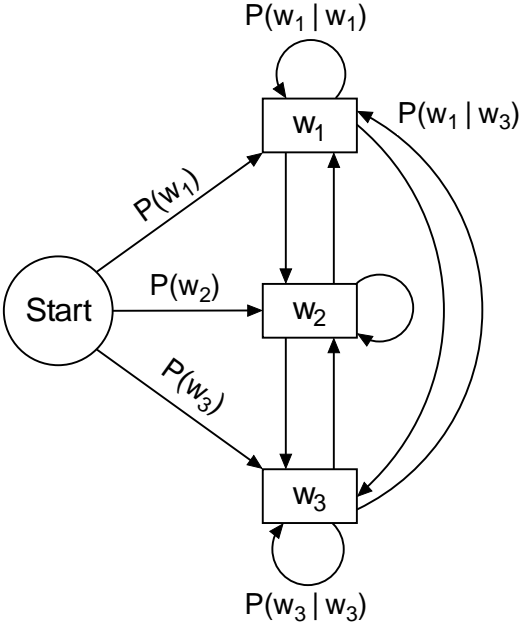 P(w₁ | w₁)
w₁
P(w₁ | w₃)
P(w₁)
Start
P(w₂)
w₂
P(w₃)
w₃
P(w₃ | w₃)